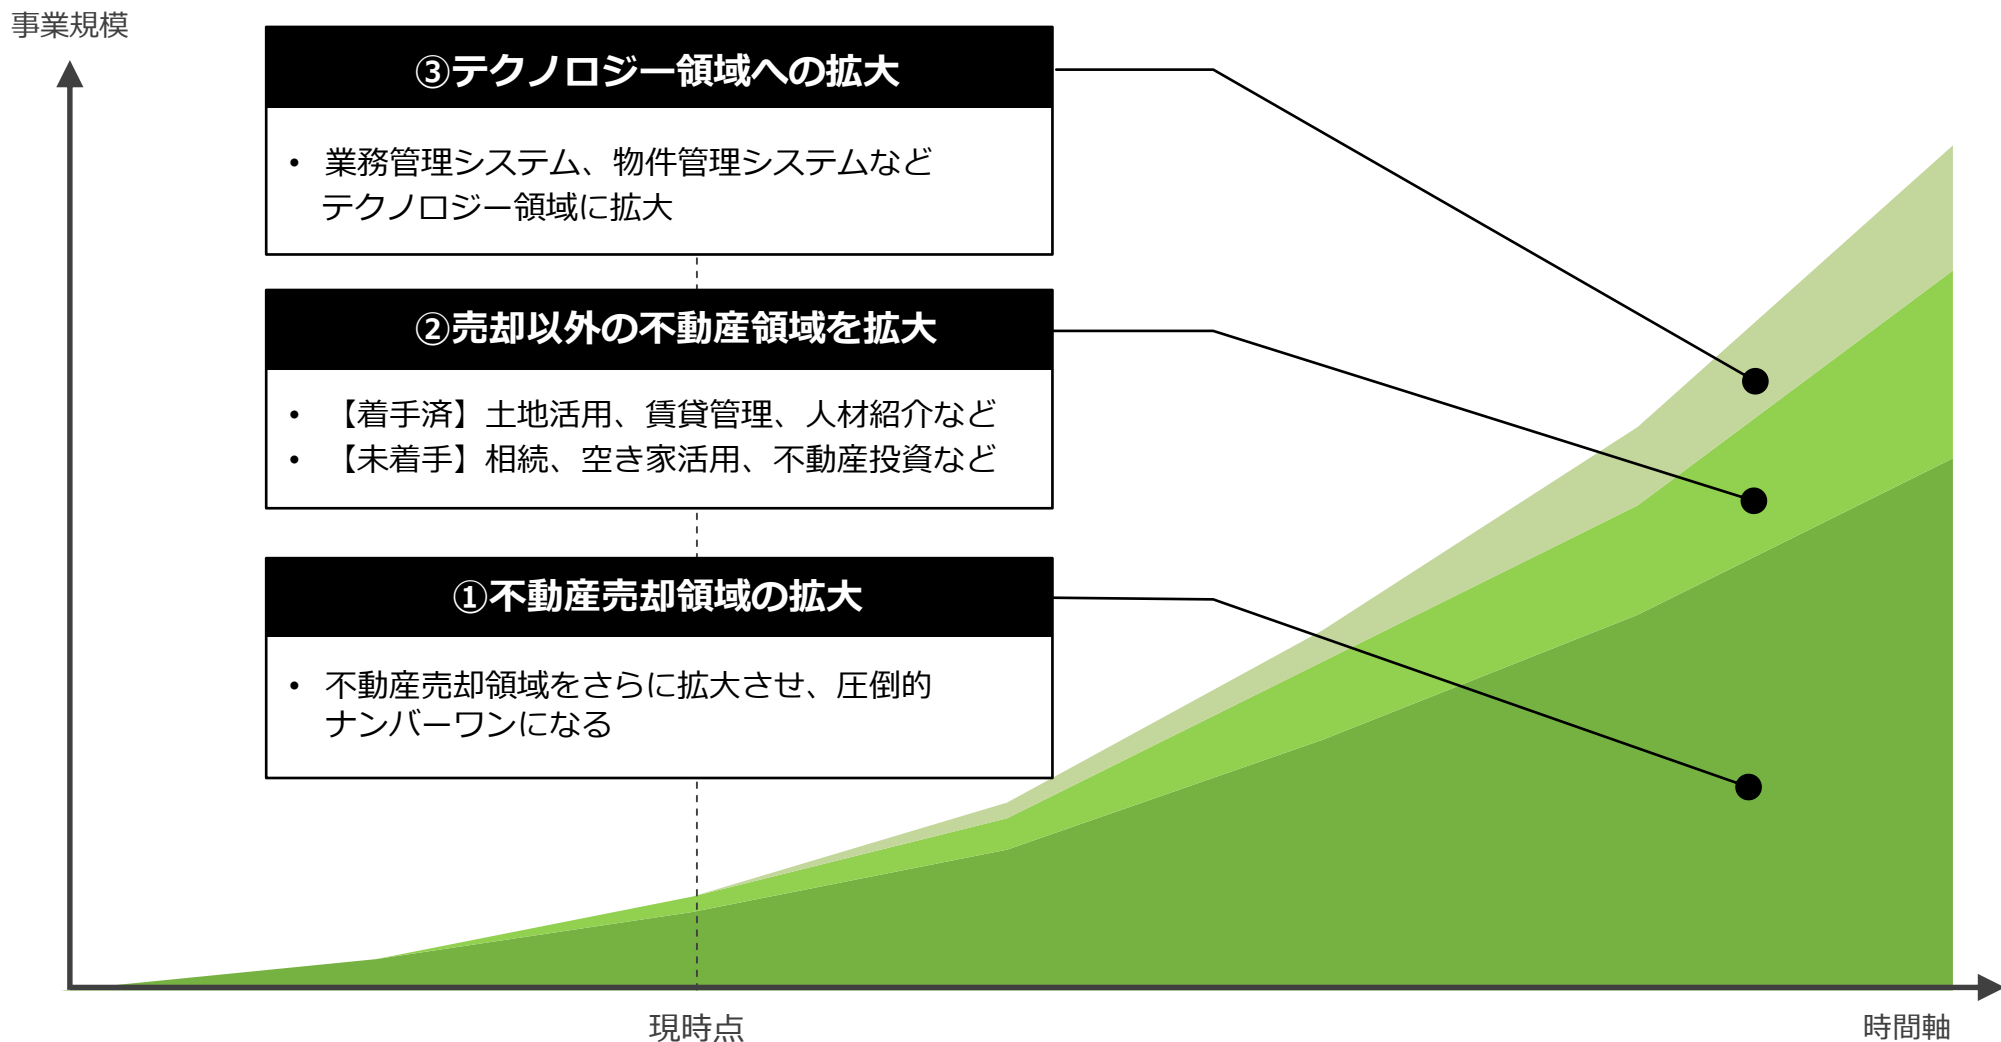 事業規模
③テクノロジー領域への拡大
• 業務管理システム、物件管理システムなど
テクノロジー領域に拡大
②売却以外の不動産領域を拡大
• 【着手済】土地活用、賃貸管理、人材紹介など
• 【未着手】相続、空き家活用、不動産投資など
①不動産売却領域の拡大
• 不動産売却領域をさらに拡大させ、圧倒的
ナンバーワンになる
現時点
時間軸